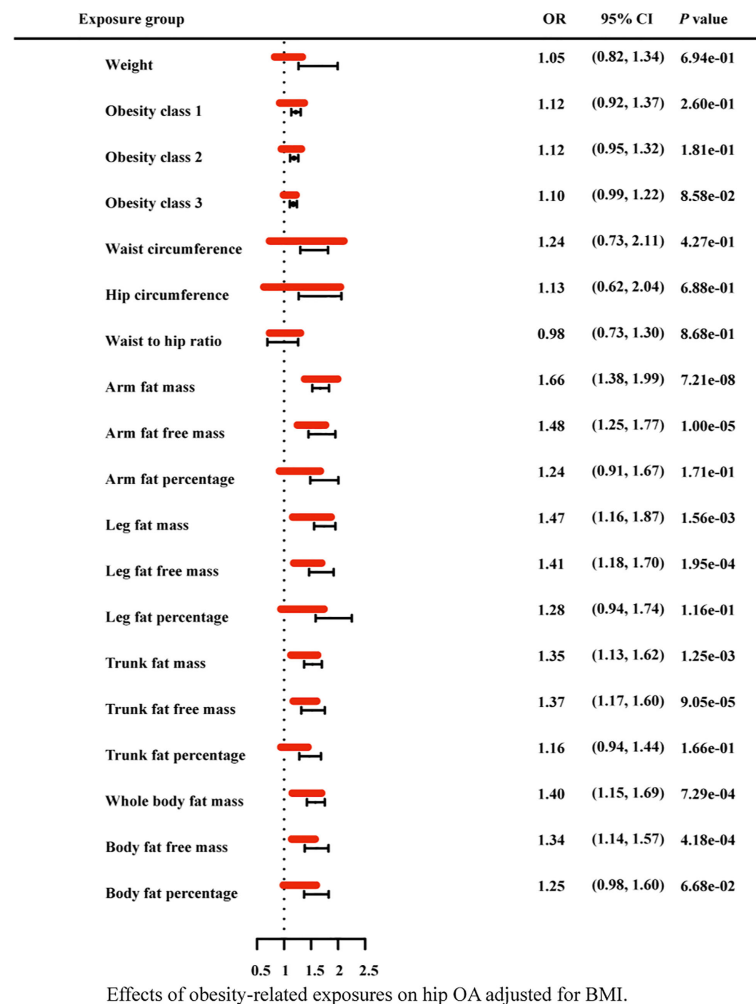 Exposure group OR 95% CI P value
Weight 1.05 (0.82, 1.34) 6.94e-01
Obesity class 1 1.12 (0.92, 1.37) 2.60e-01
Obesity class 2 1.12 (0.95, 1.32) 1.81e-01
Obesity class 3 1.10 (0.99, 1.22) 8.58e-02
Waist circumference 1.24 (0.73, 2.11) 4.27e-01
Hip circumference 1.13 (0.62, 2.04) 6.88e-01
Waist to hip ratio 0.98 (0.73, 1.30) 8.68e-01
Arm fat mass 1.66 (1.38, 1.99) 7.21e-08
Arm fat free mass 1.48 (1.25, 1.77) 1.00e-05
Arm fat percentage 1.24 (0.91, 1.67) 1.71e-01
Leg fat mass 1.47 (1.16, 1.87) 1.56e-03
Leg fat free mass 1.41 (1.18, 1.70) 1.95e-04
Leg fat percentage 1.28 (0.94, 1.74) 1.16e-01
Trunk fat mass 1.35 (1.13, 1.62) 1.25e-03
Trunk fat free mass 1.37 (1.17, 1.60) 9.05e-05
Trunk fat percentage 1.16 (0.94, 1.44) 1.66e-01
Whole body fat mass 1.40 (1.15, 1.69) 7.29e-04
Body fat free mass 1.34 (1.14, 1.57) 4.18e-04
Body fat percentage 1.25 (0.98, 1.60) 6.68e-02
0.5 1 1.5 2 2.5
Effects of obesity-related exposures on hip OA adjusted for BMI.